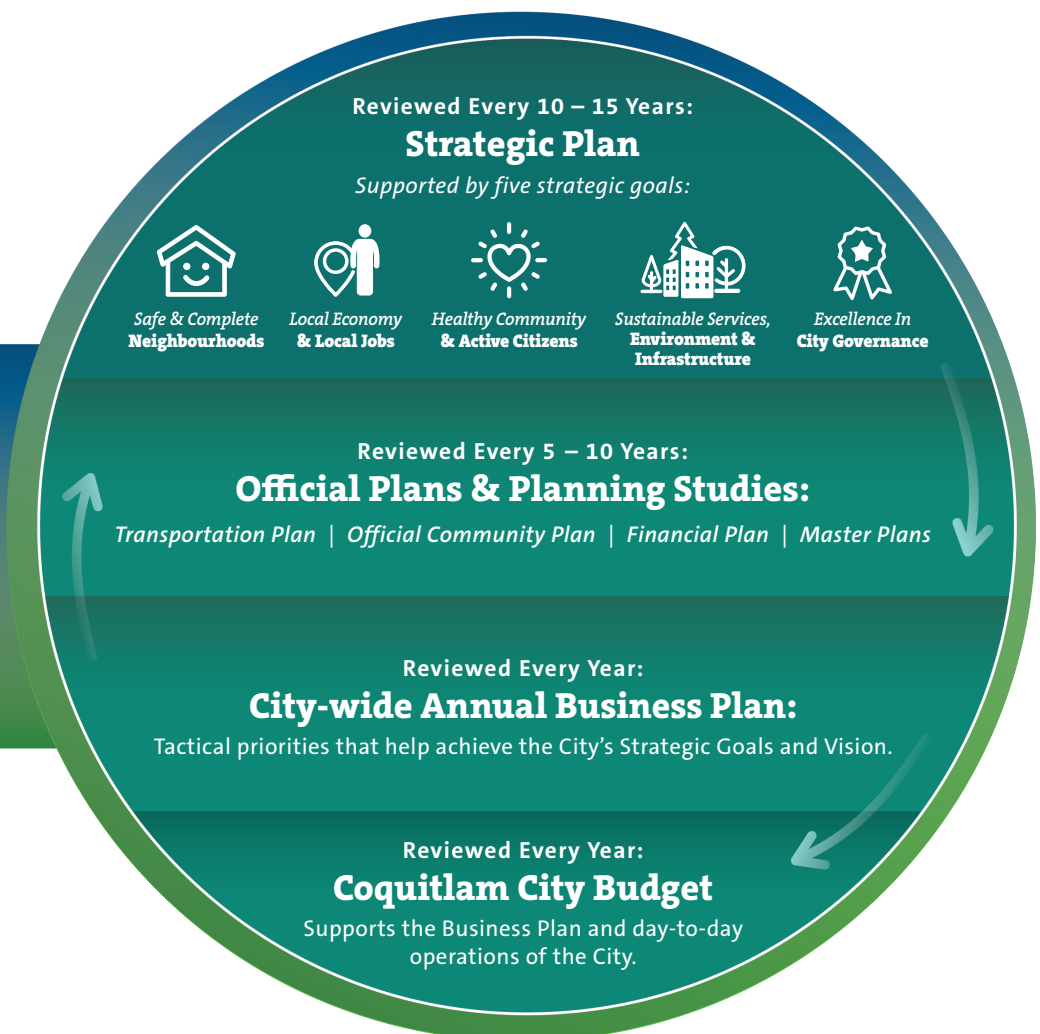 Reviewed Every 10 – 15 Years:
Strategic Plan
Supported by five strategic goals:
Safe & Complete
Neighbourhoods
Local Economy
& Local Jobs
Healthy Community
& Active Citizens
Sustainable Services,
Environment &
Infrastructure
Excellence In
City Governance
Reviewed Every 5 – 10 Years:
Official Plans & Planning Studies:
Transportation Plan | Official Community Plan | Financial Plan | Master Plans
Reviewed Every Year:
City-wide Annual Business Plan:
Tactical priorities that help achieve the City’s Strategic Goals and Vision.
Reviewed Every Year:
Coquitlam City Budget
Supports the Business Plan and day-to-day
operations of the City.